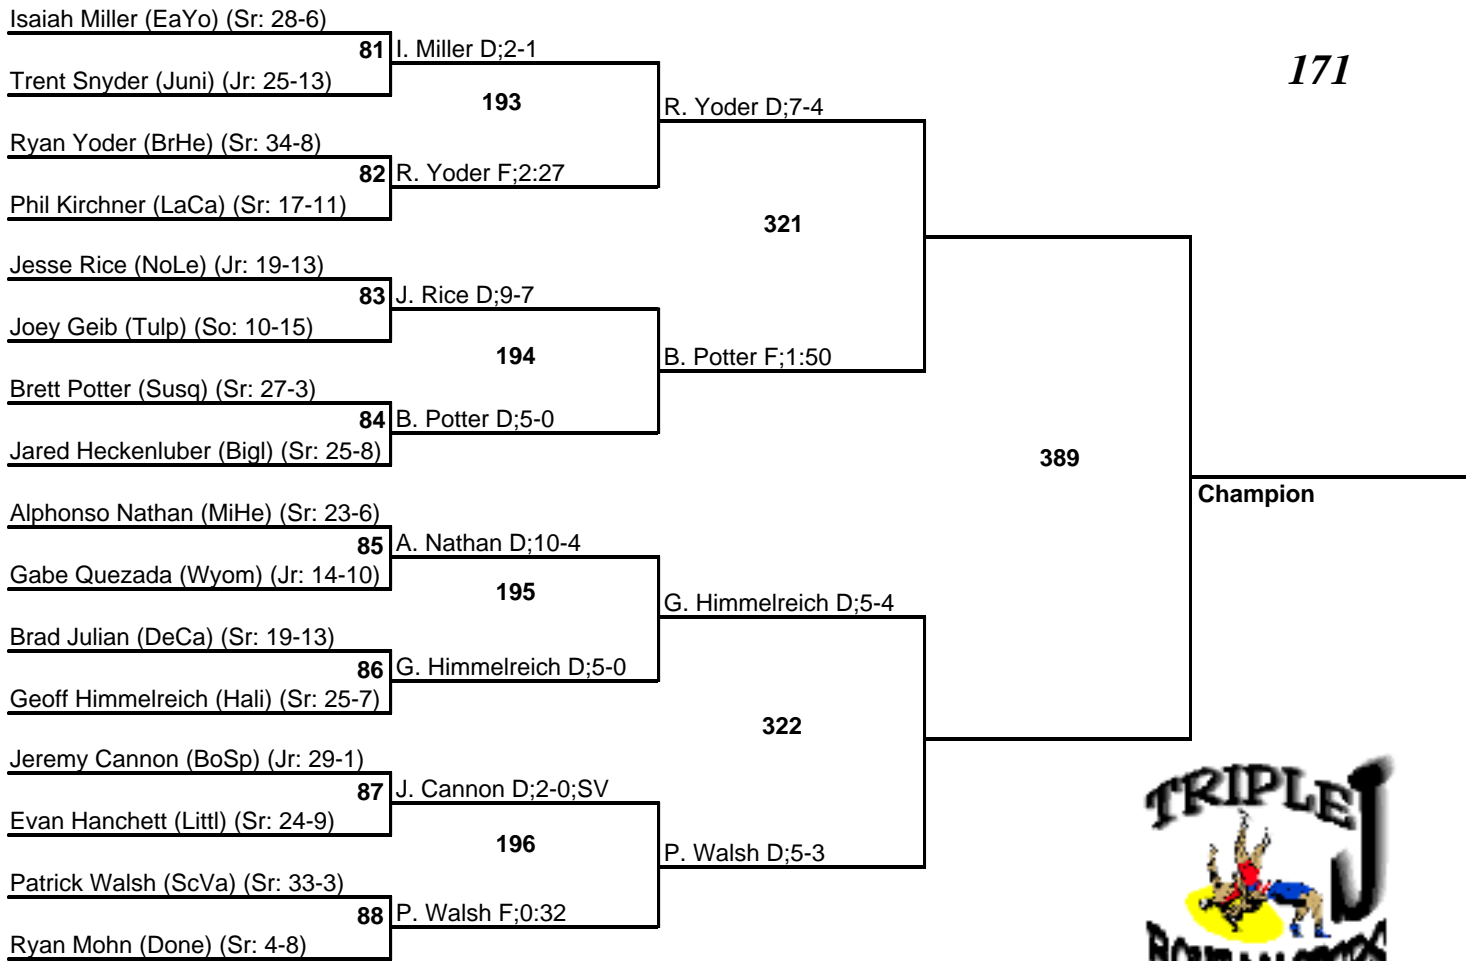 Isaiah Miller (EaYo) (Sr: 28-6)
81 I. Miller D;2-1
171
Trent Snyder (Juni) (Jr: 25-13)
193
R. Yoder D;7-4
Ryan Yoder (BrHe) (Sr: 34-8)
82 R. Yoder F;2:27
Phil Kirchner (LaCa) (Sr: 17-11)
321
Jesse Rice (NoLe) (Jr: 19-13)
83 J. Rice D;9-7
Joey Geib (Tulp) (So: 10-15)
194
B. Potter F;1:50
Brett Potter (Susq) (Sr: 27-3)
84 B. Potter D;5-0
Jared Heckenluber (Bigl) (Sr: 25-8)
389
Champion
Alphonso Nathan (MiHe) (Sr: 23-6)
85 A. Nathan D;10-4
Gabe Quezada (Wyom) (Jr: 14-10)
195
G. Himmelreich D;5-4
Brad Julian (DeCa) (Sr: 19-13)
86 G. Himmelreich D;5-0
Geoff Himmelreich (Hali) (Sr: 25-7)
322
Jeremy Cannon (BoSp) (Jr: 29-1)
87 J. Cannon D;2-0;SV
Evan Hanchett (Littl) (Sr: 24-9)
196
P. Walsh D;5-3
Patrick Walsh (ScVa) (Sr: 33-3)
88 P. Walsh F;0:32
Ryan Mohn (Done) (Sr: 4-8)
TRIPLE J